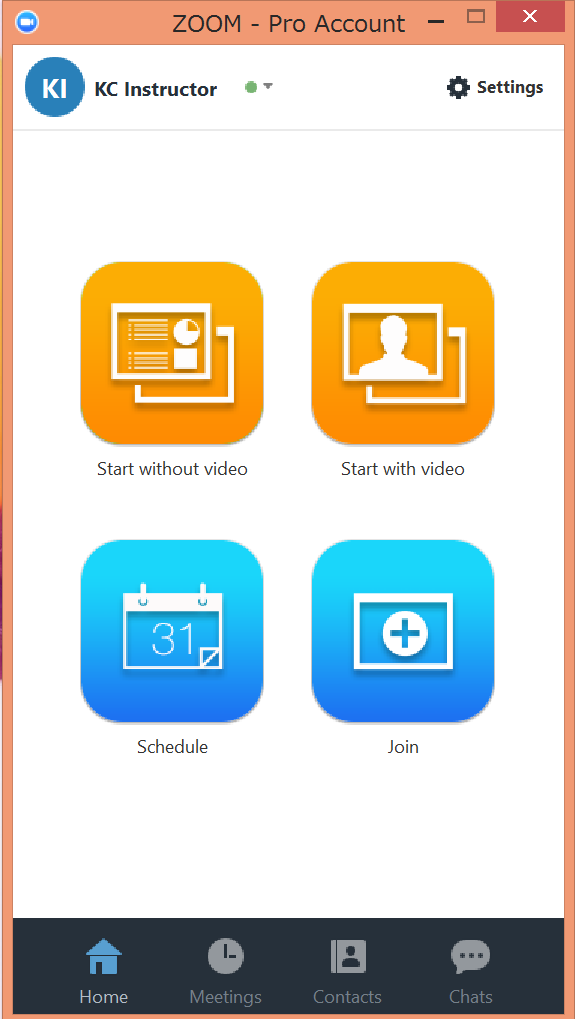 ZOOM - Pro Account
KI
KC Instructor
Settings
Start without video
Start with video
31
Schedule
Join
Home
Meetings
Contacts
Chats